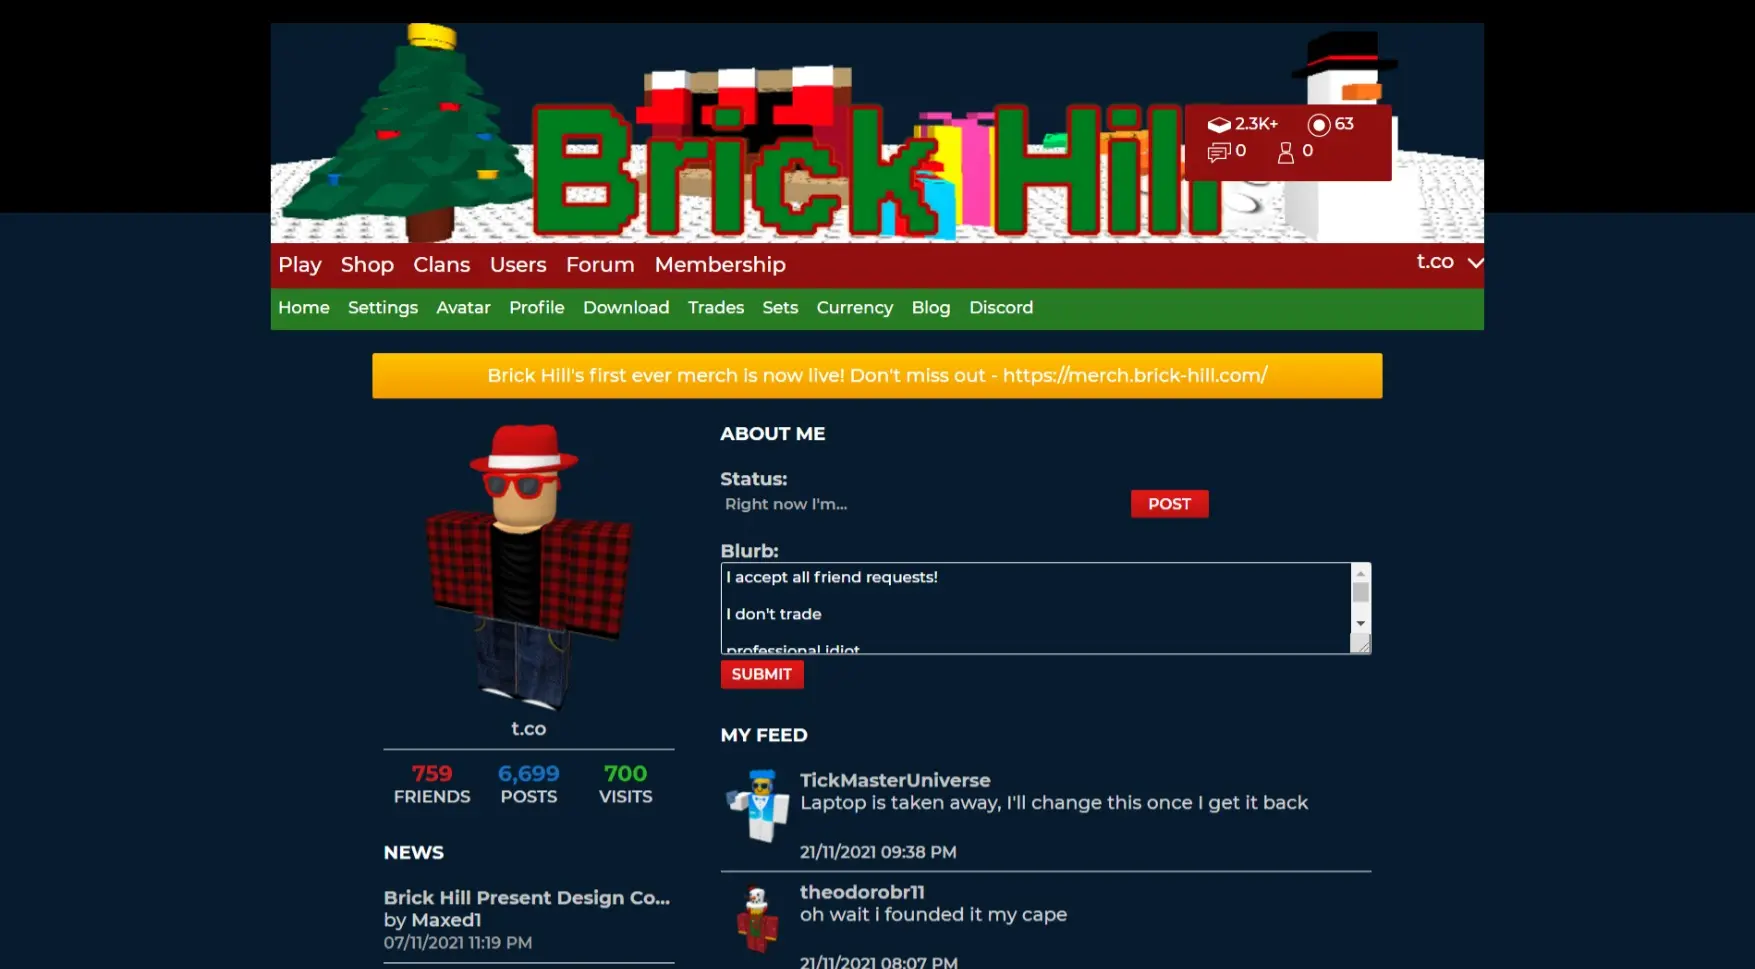 Brick Hill
2.3K+ 63
0 0
Play Shop Clans Users Forum Membership t.co
Home Settings Avatar Profile Download Trades Sets Currency Blog Discord
Brick Hill's first ever merch is now live! Don't miss out - https://merch.brick-hill.com/
ABOUT ME
Status:
Right now I'm...
POST
Blurb:
I accept all friend requests!
I don't trade
professional idiot
SUBMIT
t.co
759 6,699 700
FRIENDS POSTS VISITS
NEWS
Brick Hill Present Design Co...
by Maxed1
07/11/2021 11:19 PM
MY FEED
TickMasterUniverse
Laptop is taken away, I'll change this once I get it back
21/11/2021 09:38 PM
theodorobr11
oh wait i founded it my cape
21/11/2021 08:07 PM